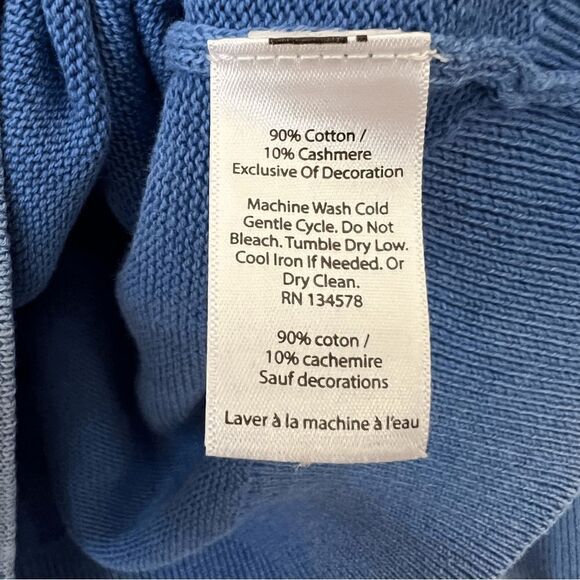 90% Cotton /
10% Cashmere
Exclusive Of Decoration
Machine Wash Cold
Gentle Cycle. Do Not
Bleach. Tumble Dry Low.
Cool Iron If Needed. Or
Dry Clean.
RN 134578
90% coton /
10% cachemire
Sauf decorations
Laver à la machine à l'eau